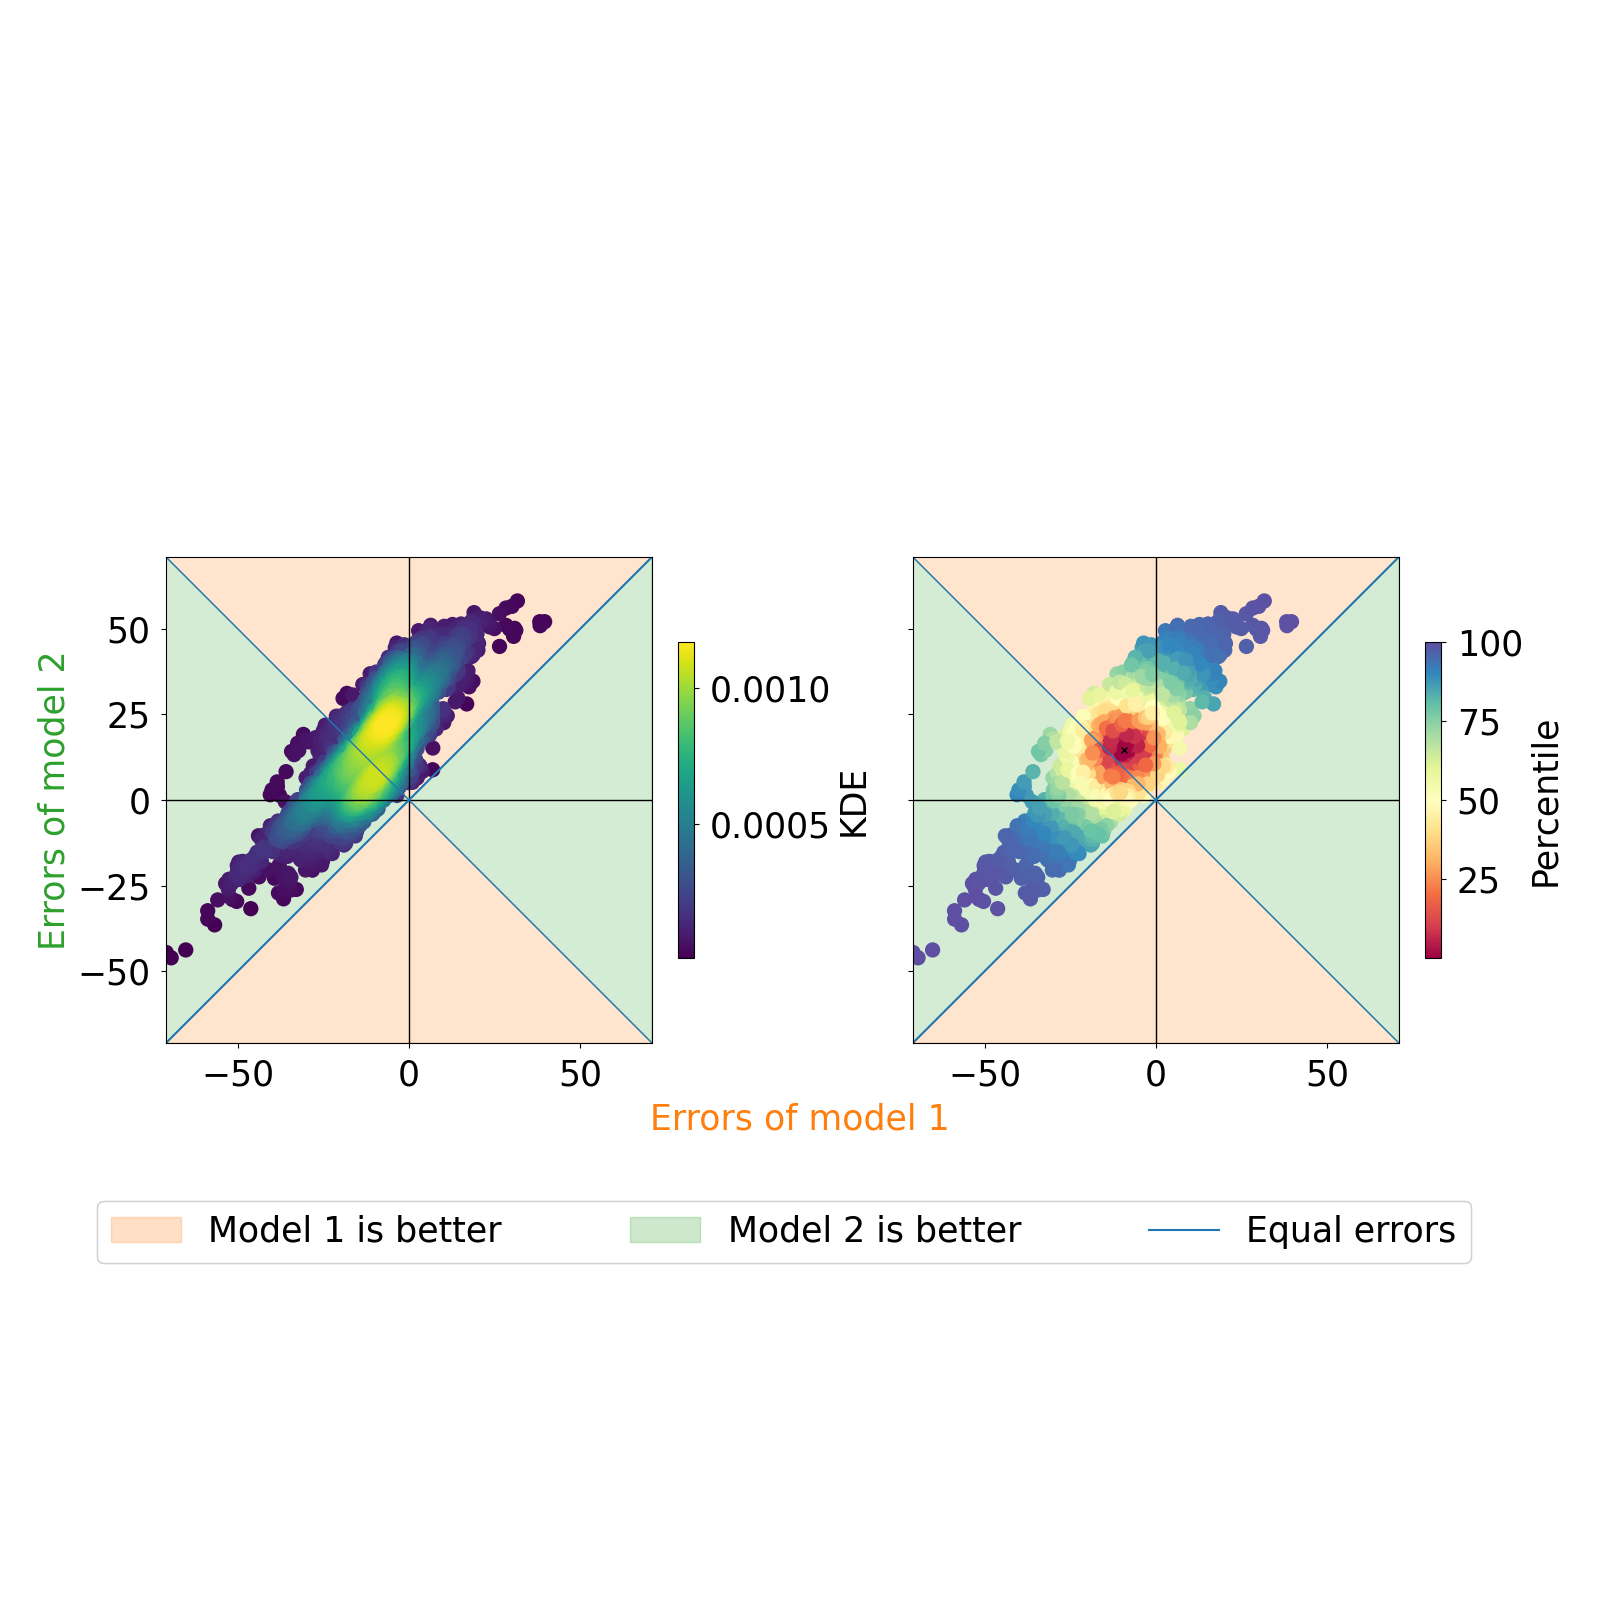 Errors of model 2
50
25
0
−25
−50
−50 0 50
0.0010
0.0005
KDE
−50 0 50
100
75
50
25
Percentile
Errors of model 1
Model 1 is better
Model 2 is better
Equal errors